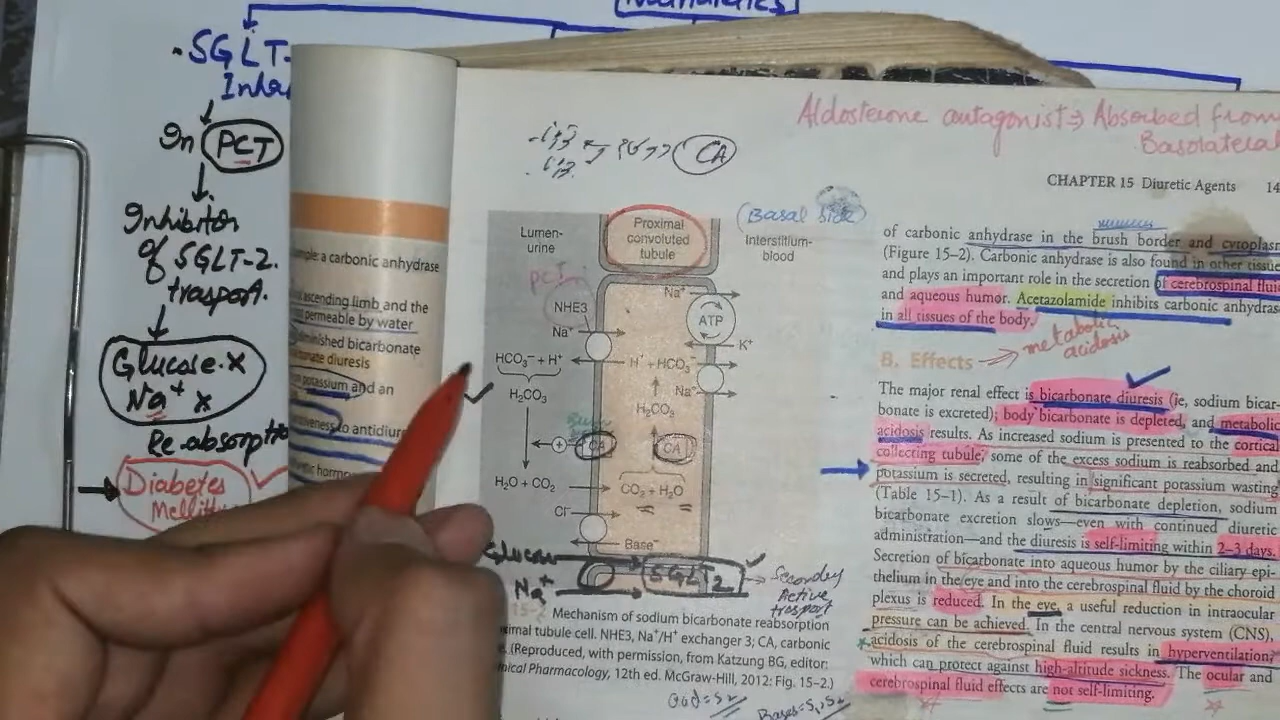 SGLT-
In
PCT
Inhibitor
of SGLT-2.
trasport.
Glucose x
Na+ x
Re-absorption
Diabetes
ample: a carbonic anhydrase
ascending limb and the
permeable by water
diminished bicarbonate
diuresis
potassium and an
to antidiure
hormo
CA
Aldosterone antagonist ⇒ Absorbed from
Basolateral
CHAPTER 15 Diuretic Agents 14
(Basal Side)
Lumen-
urine
Proximal
convoluted
tubule
Interstitium-
blood
PCT
NHE3
Na+
Na+
ATP
K+
HCO3− + H+
H+ + HCO3−
Na+
H2CO3
H2CO3
+
CA
CA
H2O + CO2
CO2 + H2O
Cl−
Base−
Glucose
Na+
SGLT2
Secondary
Active
trasport
15-2 Mechanism of sodium bicarbonate reabsorption
ximal tubule cell. NHE3, Na+/H+ exchanger 3; CA, carbonic
(Reproduced, with permission, from Katzung BG, editor:
nical Pharmacology, 12th ed. McGraw-Hill, 2012: Fig. 15–2.)
of carbonic anhydrase in the brush border and cytoplasm
(Figure 15–2). Carbonic anhydrase is also found in other tissues
and plays an important role in the secretion of cerebrospinal fluid
and aqueous humor. Acetazolamide inhibits carbonic anhydrase
in all tissues of the body.
metabolic
acidosis
B. Effects
The major renal effect is bicarbonate diuresis (ie, sodium bicar-
bonate is excreted); body bicarbonate is depleted, and metabolic
acidosis results. As increased sodium is presented to the cortical
collecting tubule, some of the excess sodium is reabsorbed and
potassium is secreted, resulting in significant potassium wasting
(Table 15–1). As a result of bicarbonate depletion, sodium
bicarbonate excretion slows—even with continued diuretic
administration—and the diuresis is self-limiting within 2–3 days.
Secretion of bicarbonate into aqueous humor by the ciliary epi-
thelium in the eye and into the cerebrospinal fluid by the choroid
plexus is reduced. In the eye, a useful reduction in intraocular
pressure can be achieved. In the central nervous system (CNS),
acidosis of the cerebrospinal fluid results in hyperventilation,
which can protect against high-altitude sickness. The ocular and
cerebrospinal fluid effects are not self-limiting.